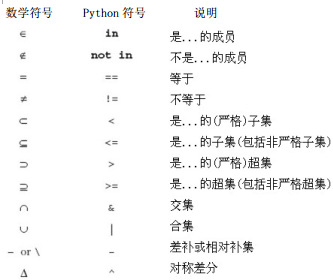 数学符号 Python 符号 说明
∈ in 是...的成员
∉ not in 不是...的成员
= == 等于
≠ != 不等于
⊂ < 是...的(严格)子集
⊆ <= 是...的子集(包括非严格子集)
⊃ > 是...的(严格)超集
⊇ >= 是...的超集(包括非严格超集)
∩ & 交集
∪ | 合集
- or \ - 差补或相对补集
Δ ^ 对称差分